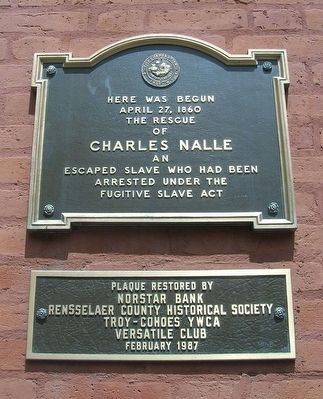 HERE WAS BEGUN
APRIL 27, 1860
THE RESCUE
OF
CHARLES NALLE
AN
ESCAPED SLAVE WHO HAD BEEN
ARRESTED UNDER THE
FUGITIVE SLAVE ACT
PLAQUE RESTORED BY
NORSTAR BANK
RENSSELAER COUNTY HISTORICAL SOCIETY
TROY-COHOES YWCA
VERSATILE CLUB
FEBRUARY 1987